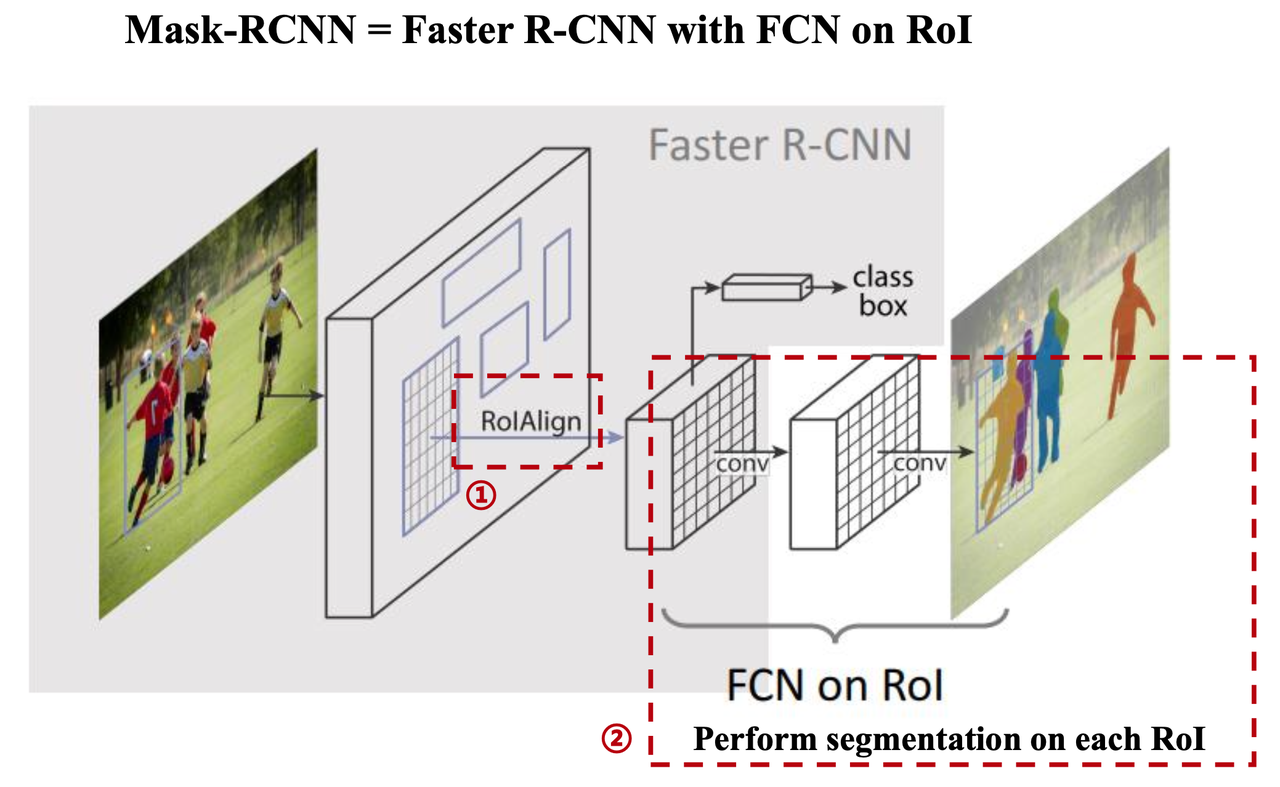 Mask-RCNN = Faster R-CNN with FCN on RoI
Faster R-CNN
class
box
RoIAlign
①
conv
conv
FCN on RoI
② Perform segmentation on each RoI